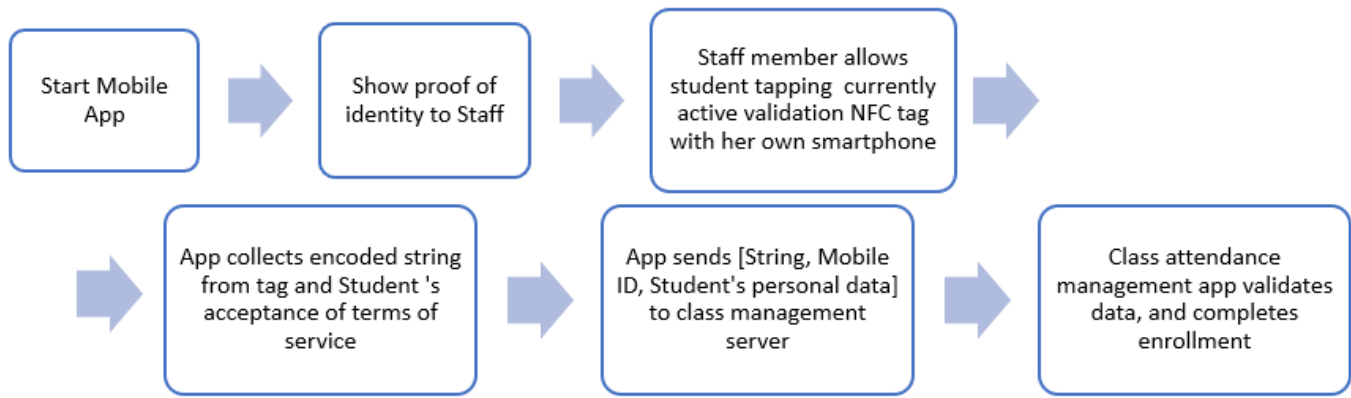 Start Mobile
App
Show proof of
identity to Staff
Staff member allows
student tapping  currently
active validation NFC tag
with her own smartphone
App collects encoded string
from tag and Student 's
acceptance of terms of
service
App sends [String, Mobile
ID, Student's personal data]
to class management
server
Class attendance
management app validates
data, and completes
enrollment